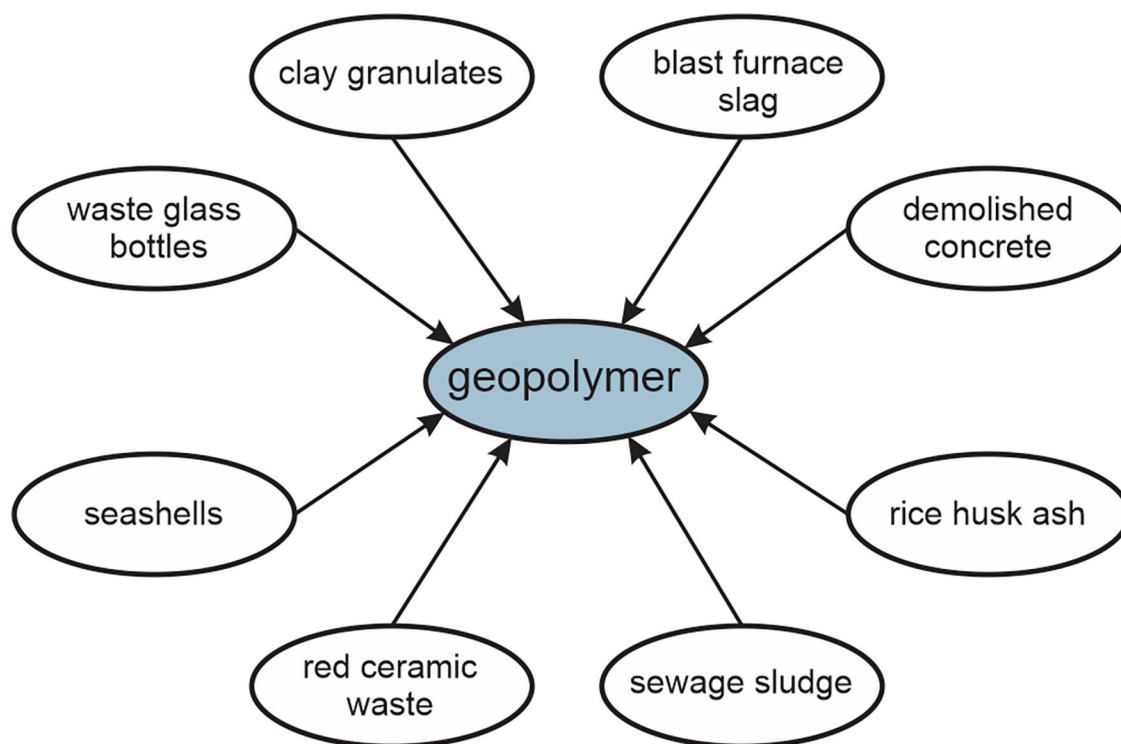 clay granulates
blast furnace
slag
waste glass
bottles
demolished
concrete
geopolymer
seashells
rice husk ash
red ceramic
waste
sewage sludge